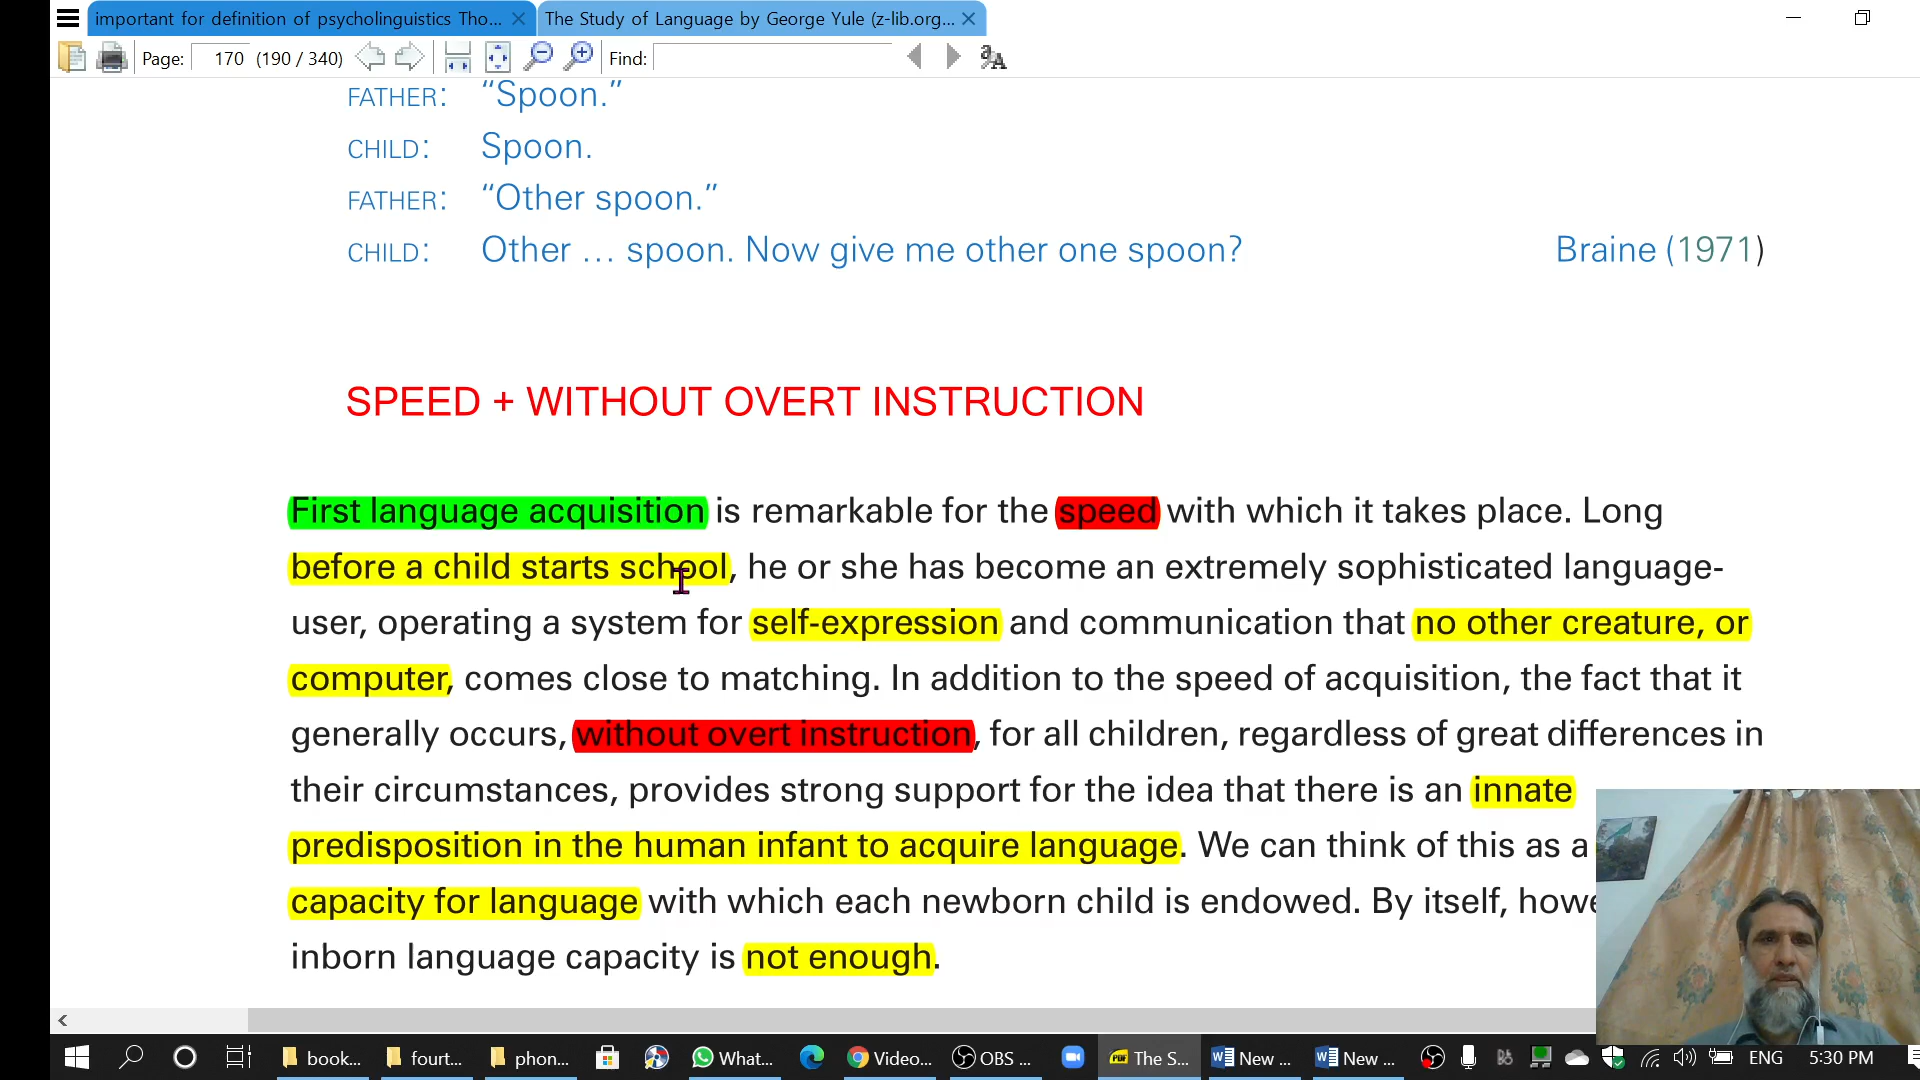 important for definition of psycholinguistics Tho...
The Study of Language by George Yule (z-lib.org...
Page: 170 (190 / 340) Find:
FATHER: “Spoon.”
CHILD: Spoon.
FATHER: “Other spoon.”
CHILD: Other … spoon. Now give me other one spoon? Braine (1971)
SPEED + WITHOUT OVERT INSTRUCTION
First language acquisition is remarkable for the speed with which it takes place. Long
before a child starts school, he or she has become an extremely sophisticated language-
user, operating a system for self-expression and communication that no other creature, or
computer, comes close to matching. In addition to the speed of acquisition, the fact that it
generally occurs, without overt instruction, for all children, regardless of great differences in
their circumstances, provides strong support for the idea that there is an innate
predisposition in the human infant to acquire language. We can think of this as a
capacity for language with which each newborn child is endowed. By itself,
inborn language capacity is not enough.
book... fourt... phon... What... Video... OBS ... The S... New ... New ... ENG 5:30 PM